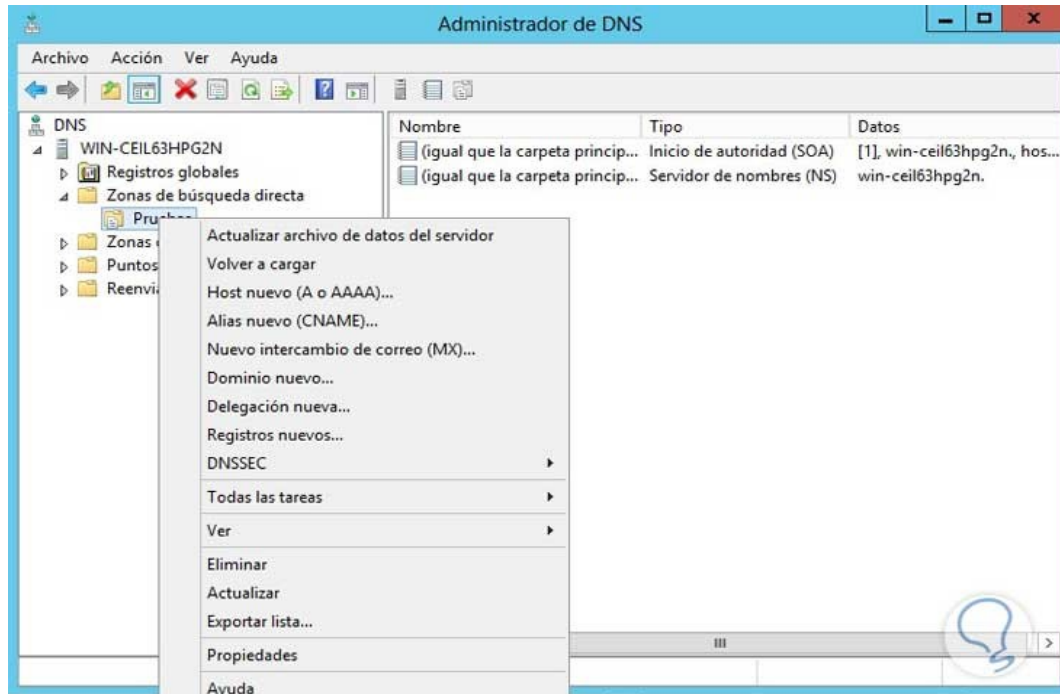 Administrador de DNS
Archivo Acción Ver Ayuda
DNS
WIN-CEIL63HPG2N
Registros globales
Zonas de búsqueda directa
Zonas
Puntos
Nombre Tipo Datos
(igual que la carpeta princip... Inicio de autoridad (SOA) [1], win-ceil63hpg2n., hos...
(igual que la carpeta princip... Servidor de nombres (NS) win-ceil63hpg2n.
Actualizar archivo de datos del servidor
Volver a cargar
Host nuevo (A o AAAA)...
Alias nuevo (CNAME)...
Nuevo intercambio de correo (MX)...
Dominio nuevo...
Delegación nueva...
Registros nuevos...
DNSSEC
Todas las tareas
Ver
Eliminar
Actualizar
Exportar lista...
Propiedades
Ayuda